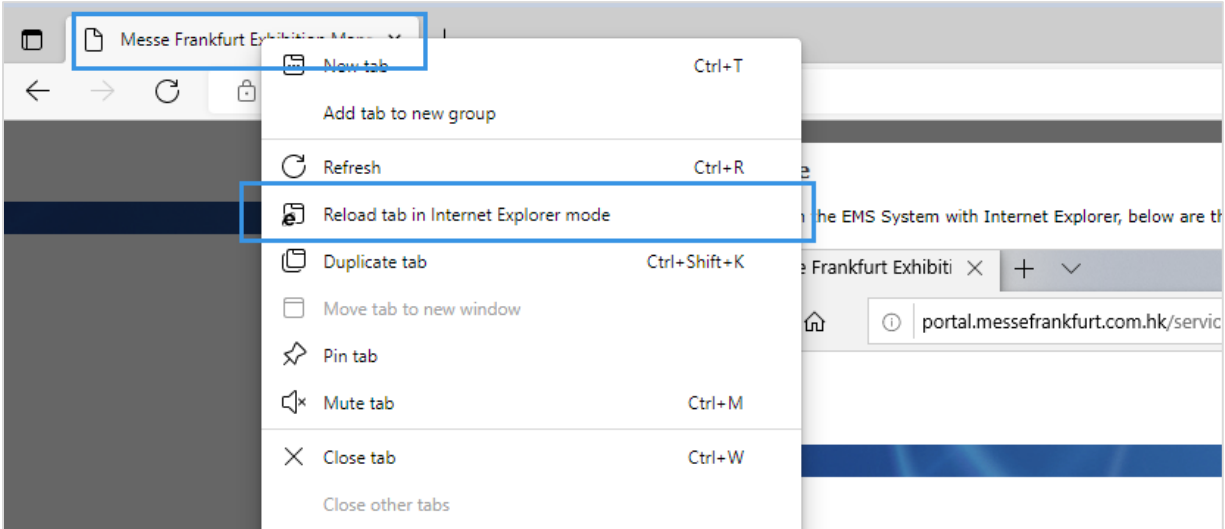 Messe Frankfurt Exhibition Mana
New tab Ctrl+T
Add tab to new group
Refresh Ctrl+R
Reload tab in Internet Explorer mode
the EMS System with Internet Explorer, below are th
Duplicate tab Ctrl+Shift+K
Frankfurt Exhibiti
Move tab to new window
portal.messefrankfurt.com.hk/servic
Pin tab
Mute tab Ctrl+M
Close tab Ctrl+W
Close other tabs